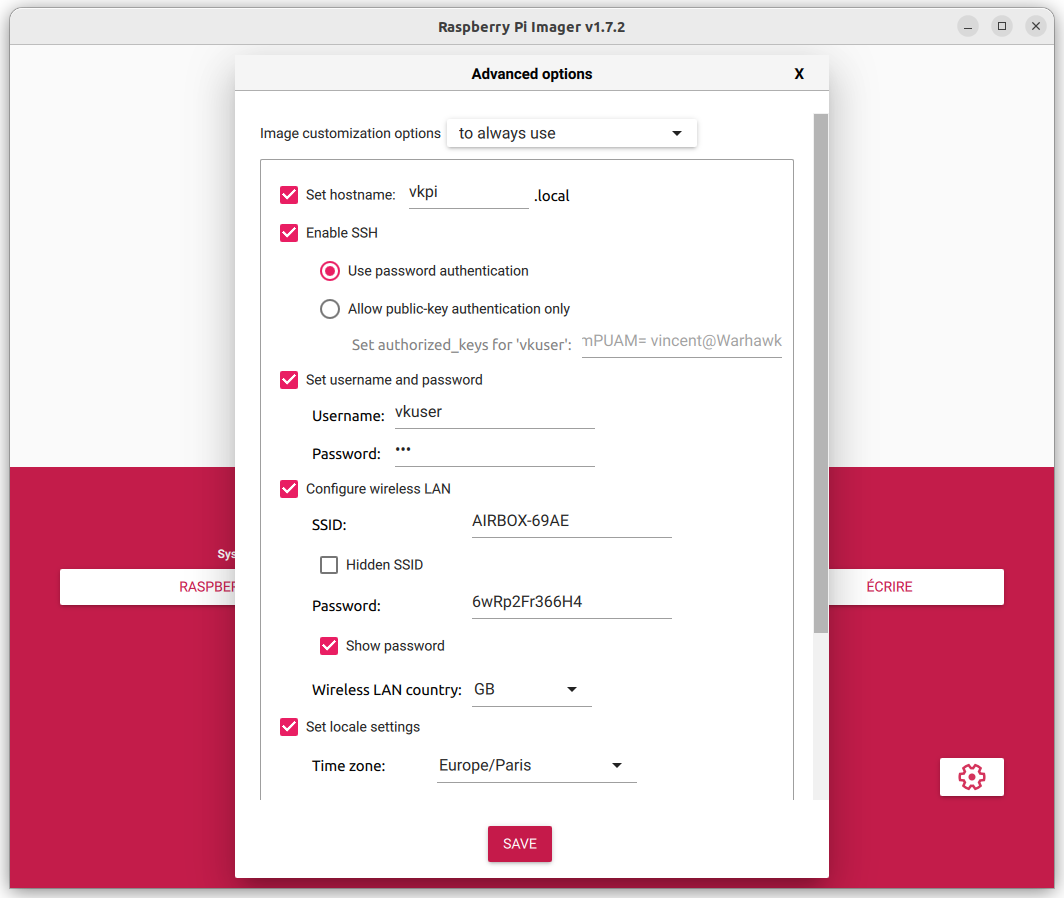 Raspberry Pi Imager v1.7.2
Advanced options X
Image customization options to always use
Set hostname: vkpi .local
Enable SSH
Use password authentication
Allow public-key authentication only
Set authorized_keys for 'vkuser': mPUAM= vincent@Warhawk
Set username and password
Username: vkuser
Password: •••
Configure wireless LAN
SSID: AIRBOX-69AE
Sys
Hidden SSID
RASPBER ÉCRIRE
Password: 6wRp2Fr366H4
Show password
Wireless LAN country: GB
Set locale settings
Time zone: Europe/Paris
SAVE